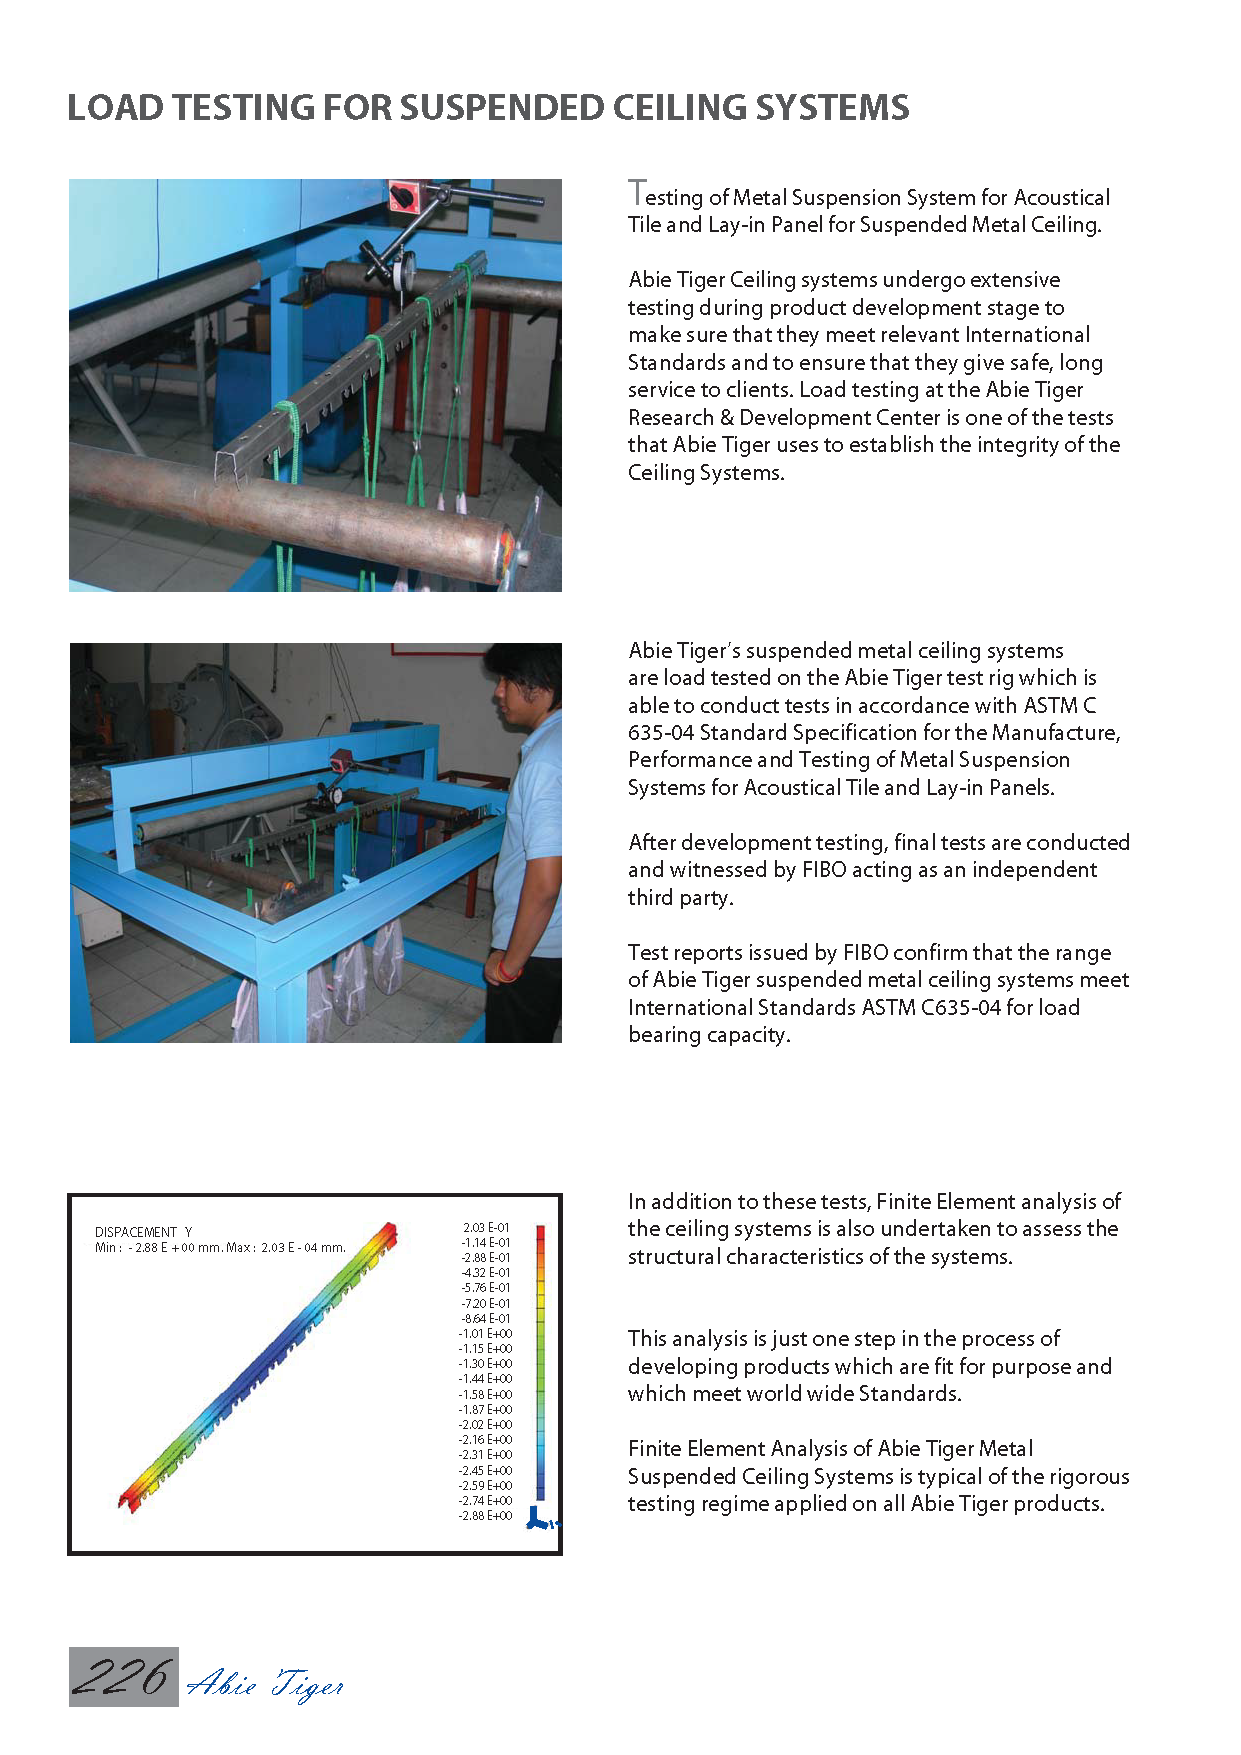 LOAD TESTING FOR SUSPENDED CEILING SYSTEMS
Testing of Metal Suspension System for Acoustical
Tile and Lay-in Panel for Suspended Metal Ceiling.
Abie Tiger Ceiling systems undergo extensive
testing during product development stage to
make sure that they meet relevant International
Standards and to ensure that they give safe, long
service to clients. Load testing at the Abie Tiger
Research & Development Center is one of the tests
that Abie Tiger uses to establish the integrity of the
Ceiling Systems.
Abie Tiger's suspended metal ceiling systems
are load tested on the Abie Tiger test rig which is
able to conduct tests in accordance with ASTM C
635-04 Standard Specification for the Manufacture,
Performance and Testing of Metal Suspension
Systems for Acoustical Tile and Lay-in Panels.
After development testing, final tests are conducted
and witnessed by FIBO acting as an independent
third party.
Test reports issued by FIBO confirm that the range
of Abie Tiger suspended metal ceiling systems meet
International Standards ASTM C635-04 for load
bearing capacity.
DISPACEMENT Y
Min : - 2.88 E + 00 mm. Max : 2.03 E - 04 mm.
2.03 E-01
-1.14 E-01
-2.88 E-01
-4.32 E-01
-5.76 E-01
-7.20 E-01
-8.64 E-01
-1.01 E+00
-1.15 E+00
-1.30 E+00
-1.44 E+00
-1.58 E+00
-1.87 E+00
-2.02 E+00
-2.16 E+00
-2.31 E+00
-2.45 E+00
-2.59 E+00
-2.74 E+00
-2.88 E+00
In addition to these tests, Finite Element analysis of
the ceiling systems is also undertaken to assess the
structural characteristics of the systems.
This analysis is just one step in the process of
developing products which are fit for purpose and
which meet world wide Standards.
Finite Element Analysis of Abie Tiger Metal
Suspended Ceiling Systems is typical of the rigorous
testing regime applied on all Abie Tiger products.
226 Abie Tiger